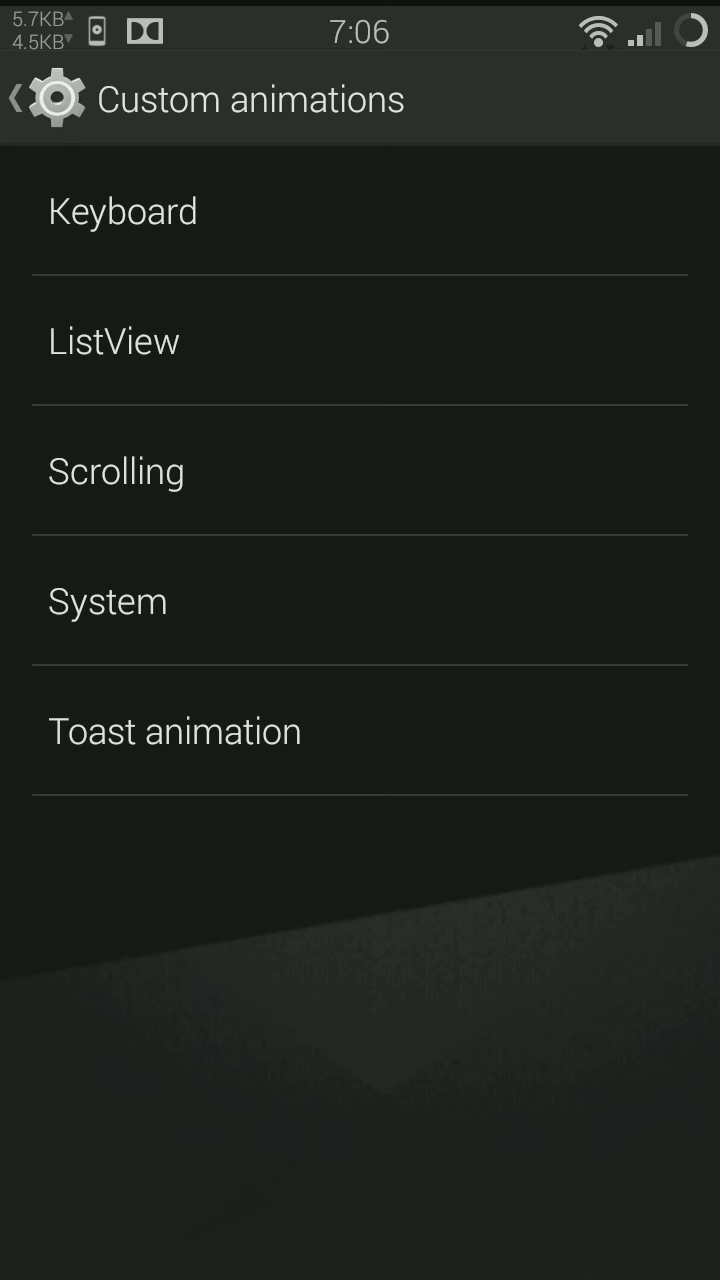 5.7KB
4.5KB
7:06
Custom animations
Keyboard
ListView
Scrolling
System
Toast animation